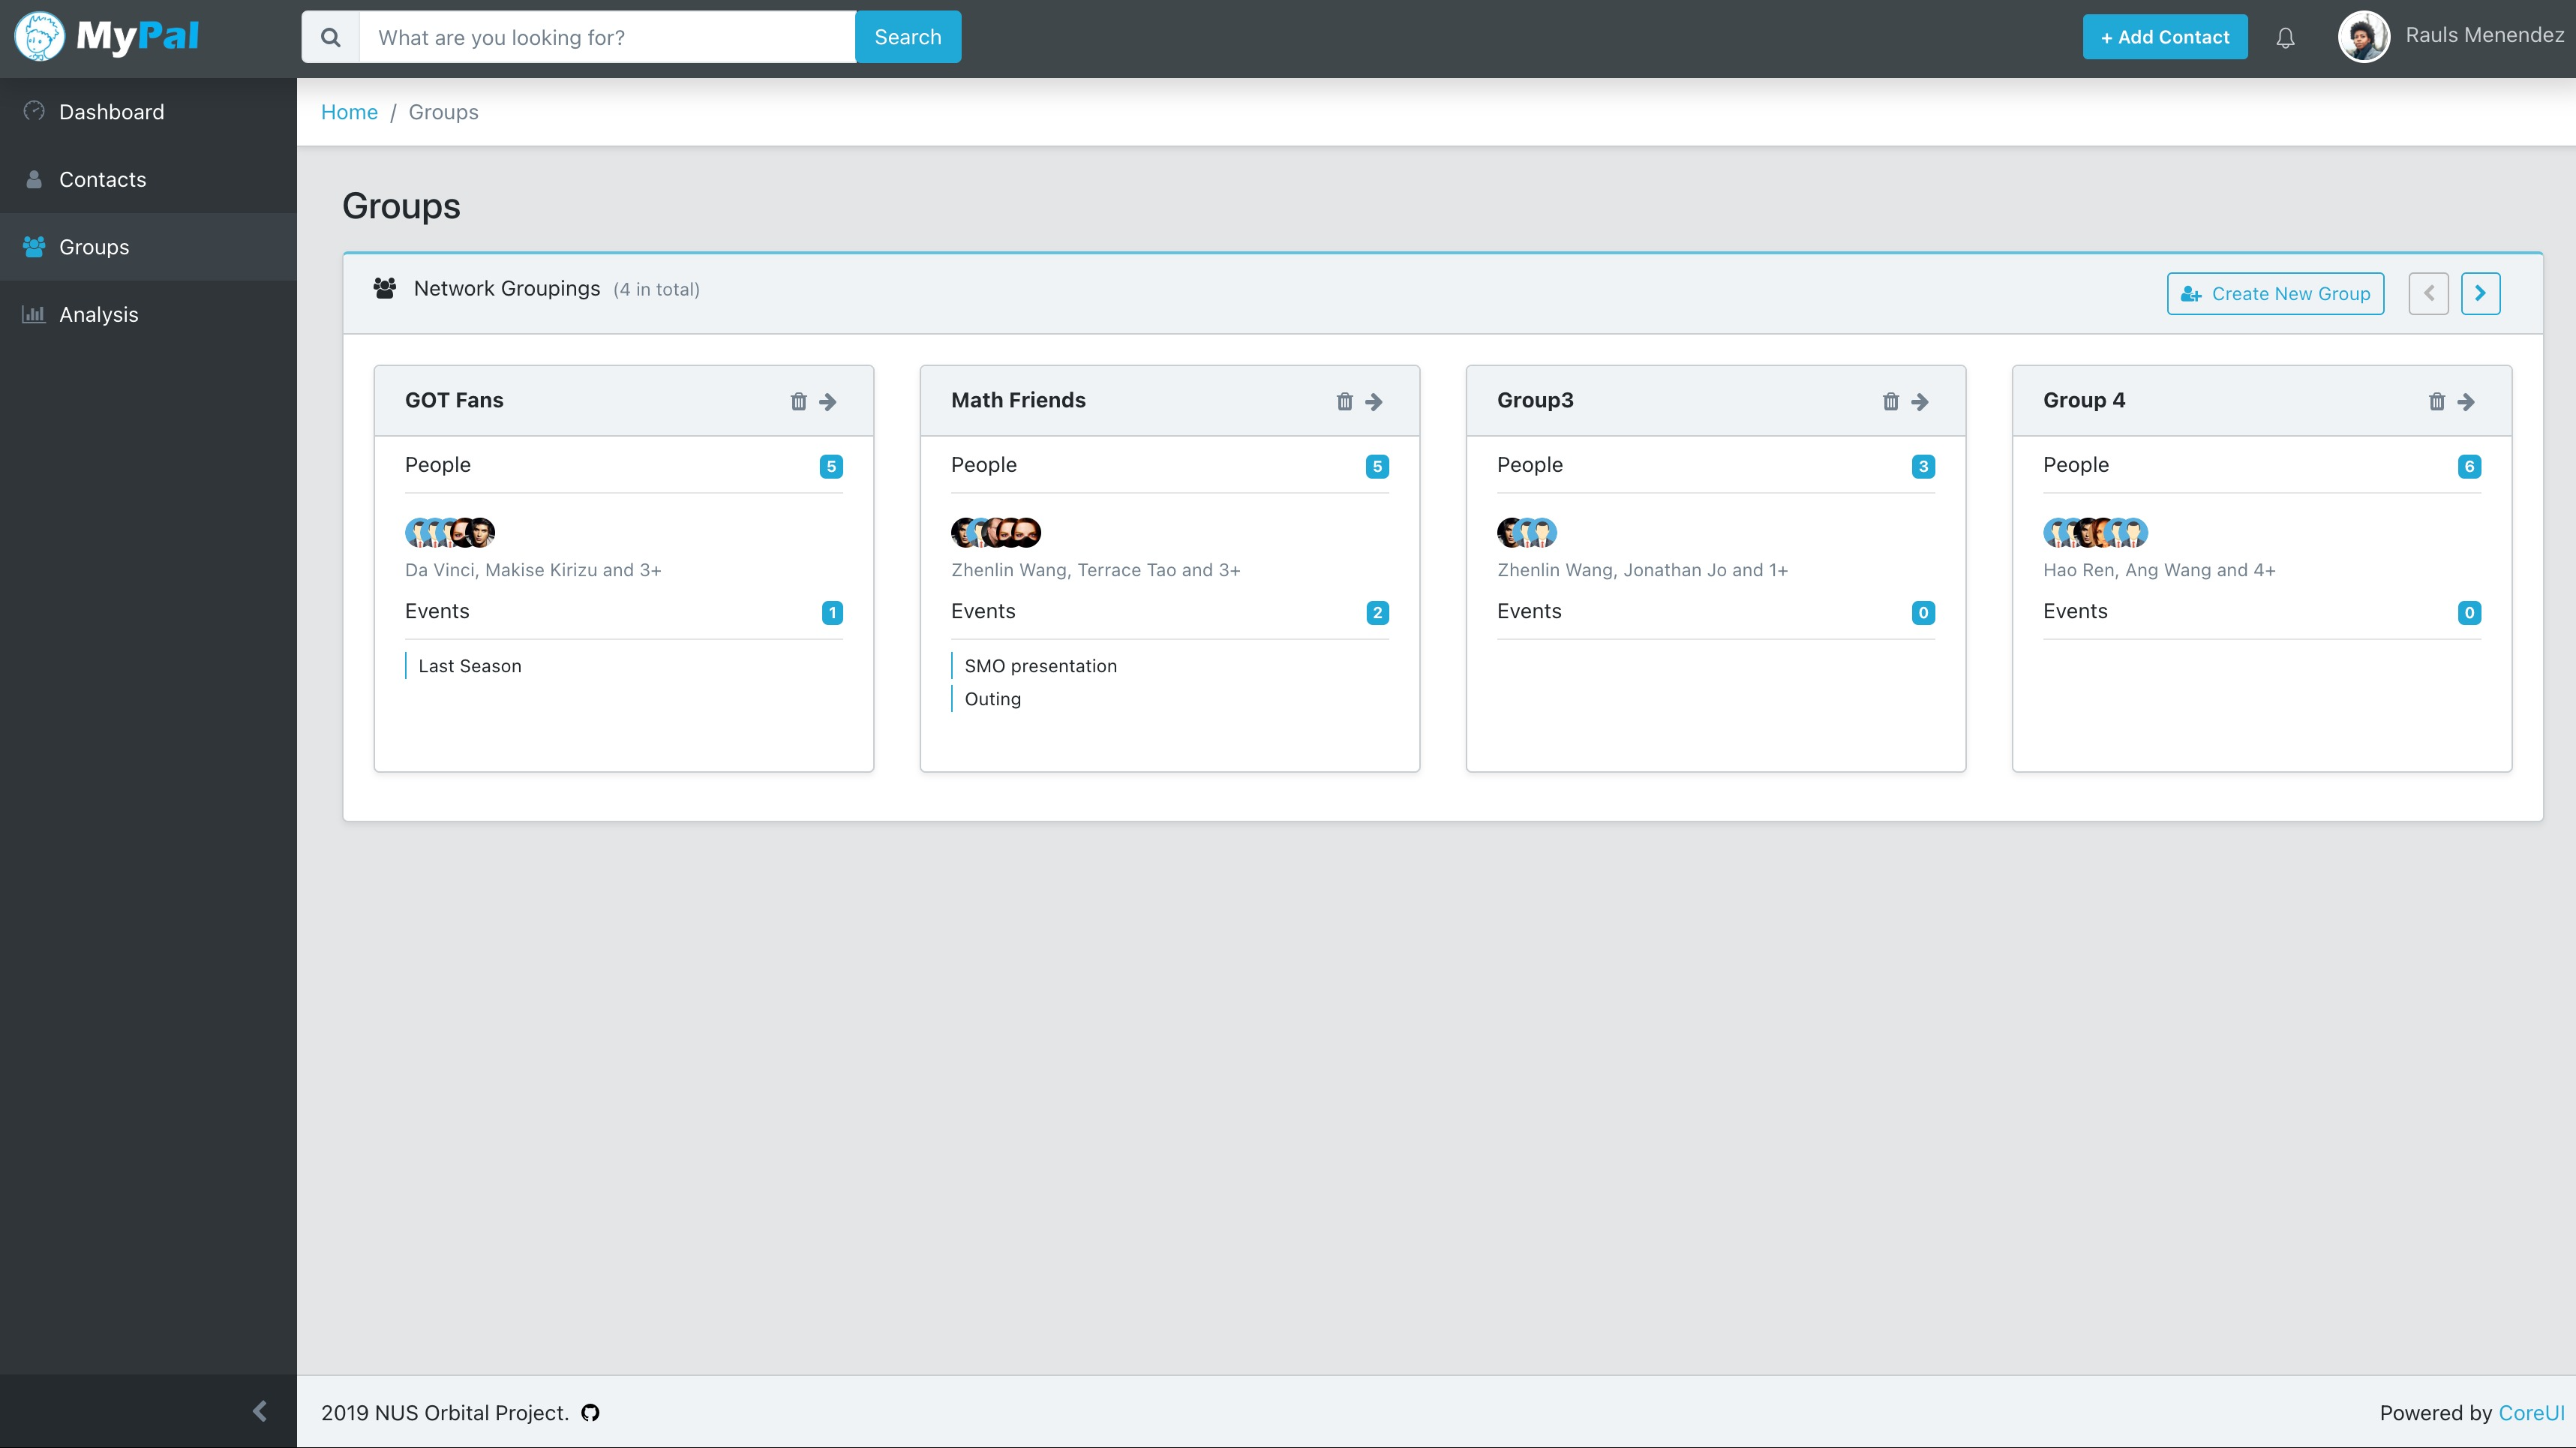 MyPal
What are you looking for?
Search
+ Add Contact
Rauls Menendez
Dashboard
Contacts
Groups
Analysis
Home / Groups
Groups
Network Groupings (4 in total)
Create New Group
GOT Fans
People 5
Da Vinci, Makise Kirizu and 3+
Events 1
Last Season
Math Friends
People 5
Zhenlin Wang, Terrace Tao and 3+
Events 2
SMO presentation
Outing
Group3
People 3
Zhenlin Wang, Jonathan Jo and 1+
Events 0
Group 4
People 6
Hao Ren, Ang Wang and 4+
Events 0
2019 NUS Orbital Project.
Powered by CoreUI